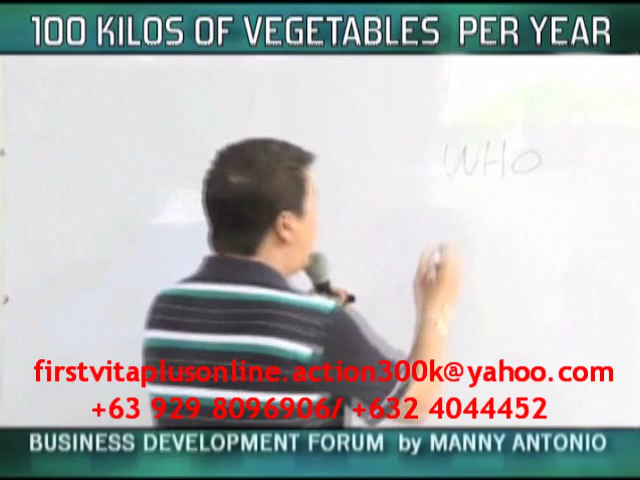 100 KILOS OF VEGETABLES PER YEAR
WHO
firstvitaplusonline.action300k@yahoo.com
+63 929 8096906/ +632 4044452
BUSINESS DEVELOPMENT FORUM by MANNY ANTONIO